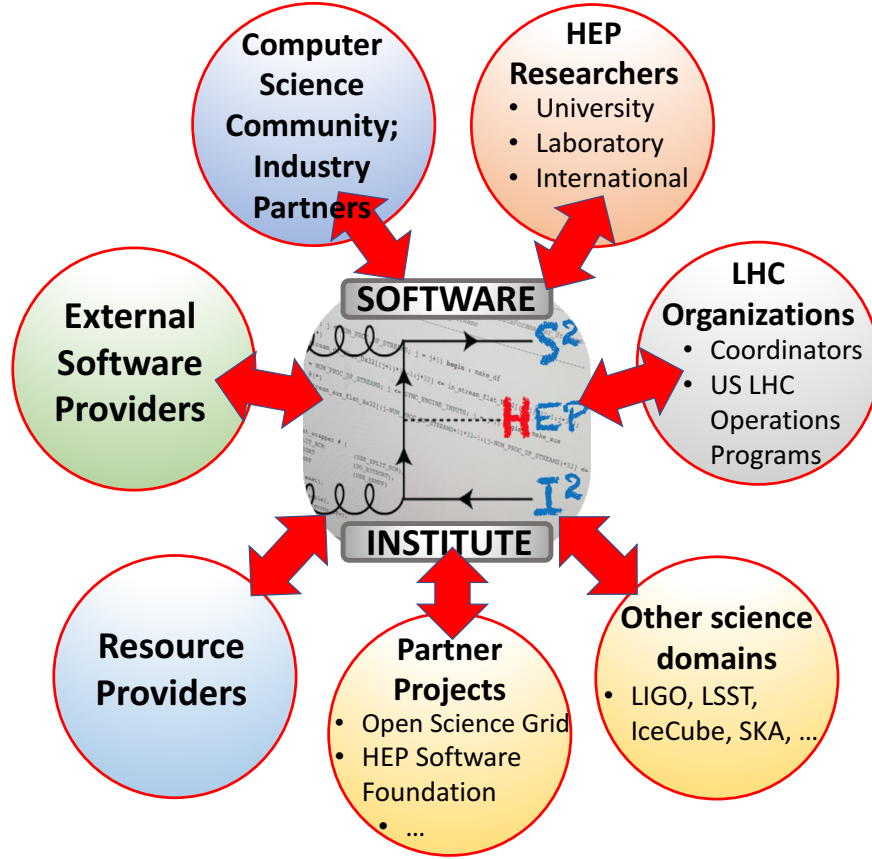 Computer
Science
Community;
Industry
Partners
HEP
Researchers
• University
• Laboratory
• International
External
Software
Providers
SOFTWARE
S²
HEP
I²
INSTITUTE
LHC
Organizations
• Coordinators
• US LHC
Operations
Programs
Resource
Providers
Partner
Projects
• Open Science Grid
• HEP Software
Foundation
• ...
Other science
domains
• LIGO, LSST,
IceCube, SKA, ...